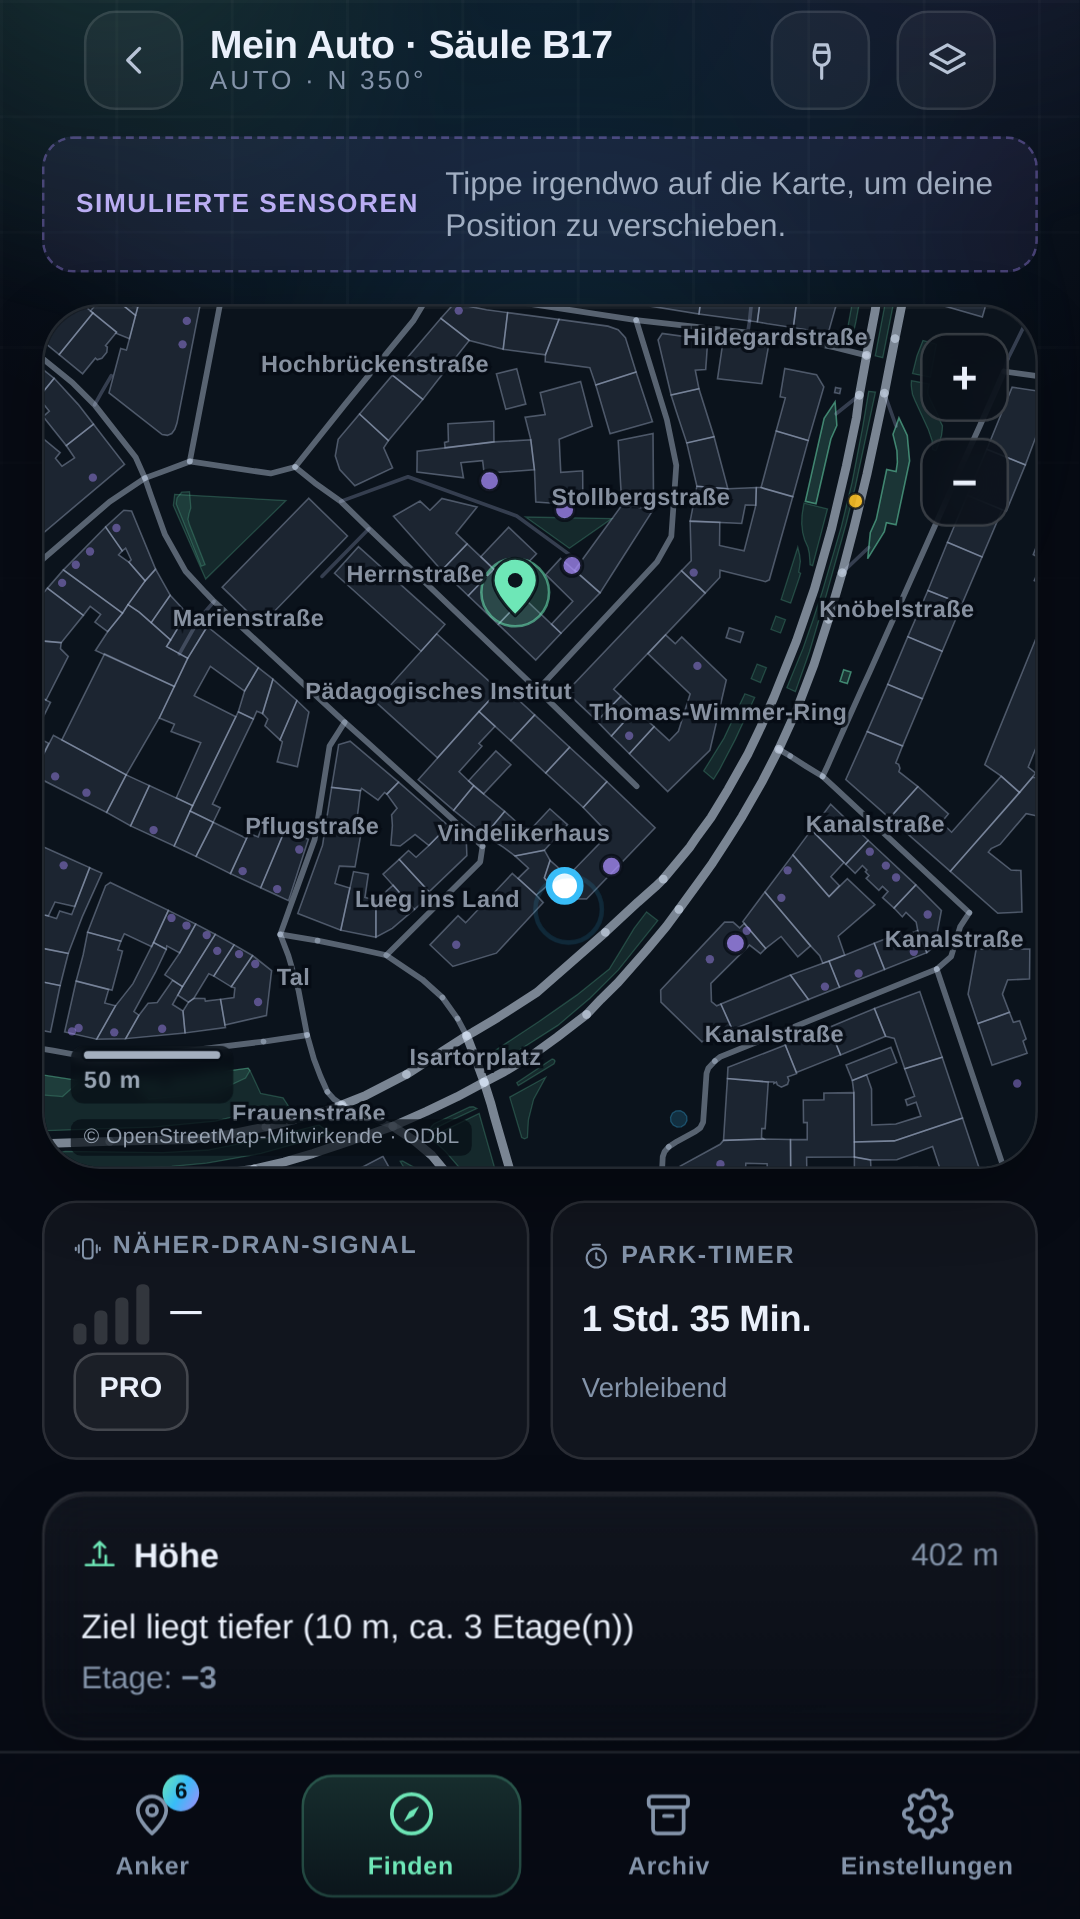 Mein Auto · Säule B17
AUTO · N 350°
SIMULIERTE SENSOREN
Tippe irgendwo auf die Karte, um deine
Position zu verschieben.
Hildegardstraße
Hochbrückenstraße
+
−
Stollbergstraße
Herrnstraße
Marienstraße
Knöbelstraße
Pädagogisches Institut
Thomas-Wimmer-Ring
Pflugstraße
Vindelikerhaus
Kanalstraße
Lueg ins Land
Kanalstraße
Tal
Kanalstraße
Isartorplatz
50 m
Frauenstraße
© OpenStreetMap-Mitwirkende · ODbL
NÄHER-DRAN-SIGNAL
—
PRO
PARK-TIMER
1 Std. 35 Min.
Verbleibend
Höhe
402 m
Ziel liegt tiefer (10 m, ca. 3 Etage(n))
Etage: −3
6
Anker
Finden
Archiv
Einstellungen